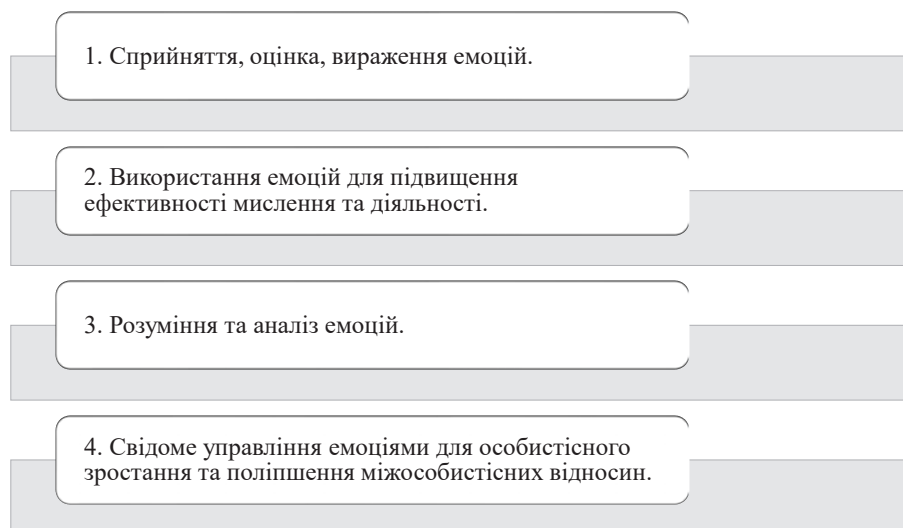 1. Сприйняття, оцінка, вираження емоцій.
2. Використання емоцій для підвищення
ефективності мислення та діяльності.
3. Розуміння та аналіз емоцій.
4. Свідоме управління емоціями для особистісного
зростання та поліпшення міжособистісних відносин.